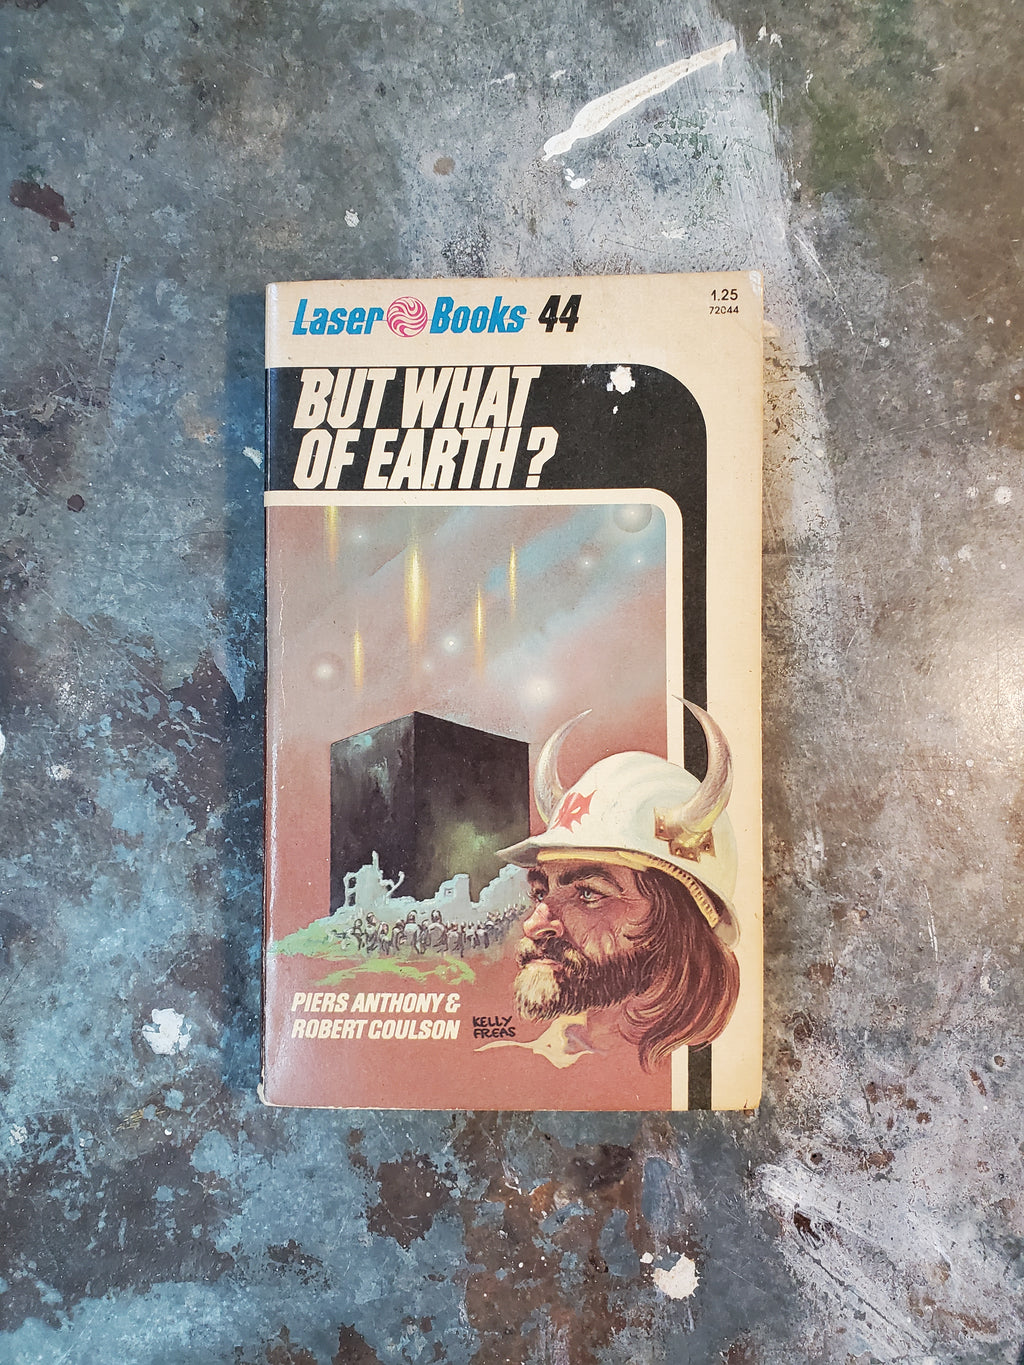 Laser Books 44
1.25
72044
BUT WHAT
OF EARTH?
PIERS ANTHONY &
ROBERT COULSON
KELLY
FREAS